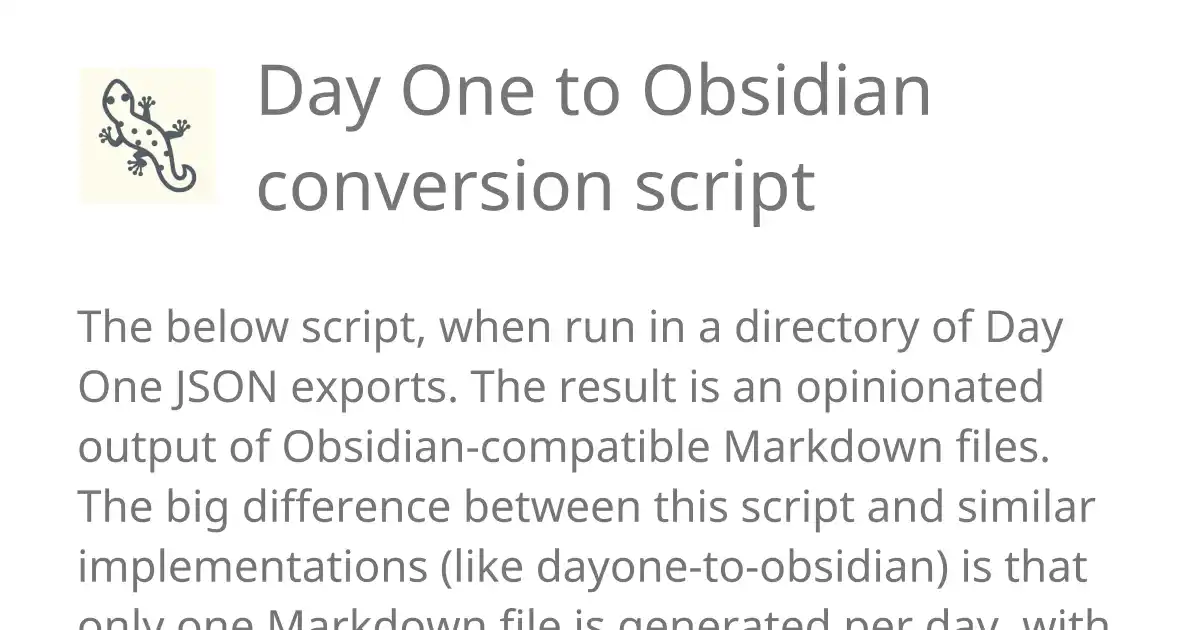 Day One to Obsidian
conversion script
The below script, when run in a directory of Day
One JSON exports. The result is an opinionated
output of Obsidian-compatible Markdown files.
The big difference between this script and similar
implementations (like dayone-to-obsidian) is that
only one Markdown file is generated per day, with